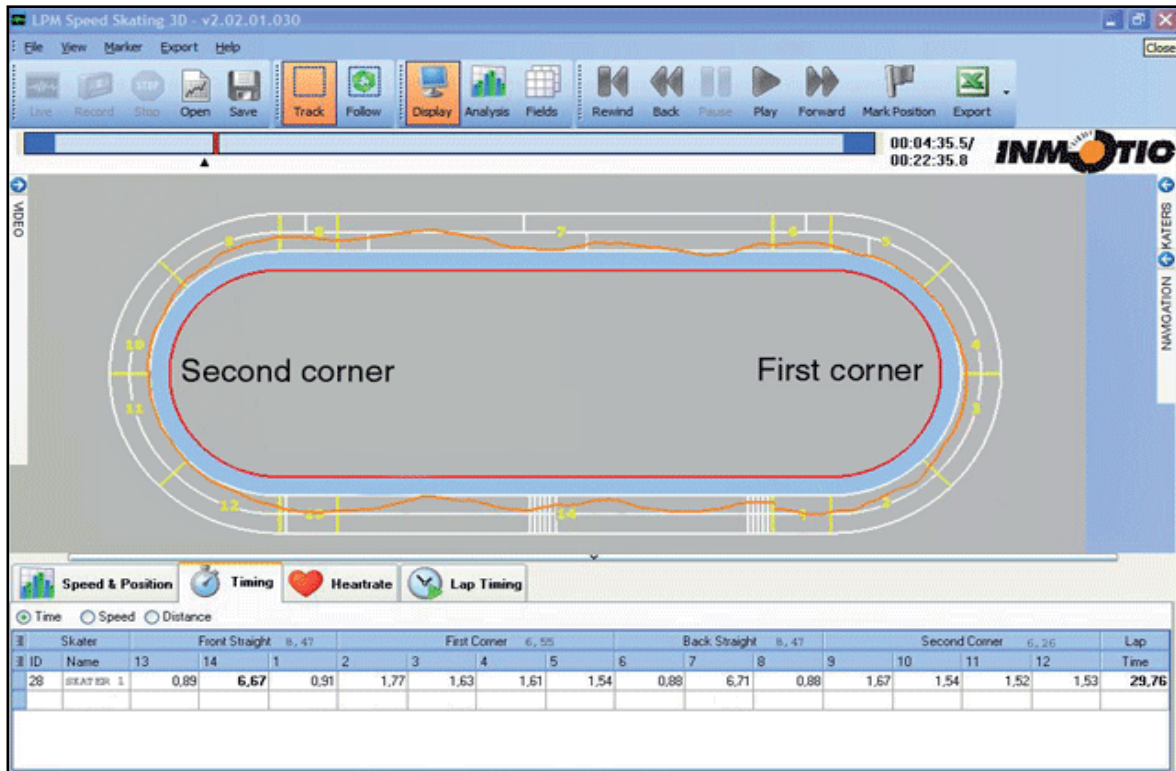 LPM Speed Skating 3D - v2.02.01.030
File View Marker Export Help
Close
Live Record Stop Open Save Track Follow Display Analysis Fields Rewind Back Pause Play Forward Mark Position Export
00:04:35.5/
00:22:35.8
INMOTIO
VIDEO
KATERS
NAVIGATION
9 8 7 6 5
10 4
Second corner First corner
11 3
12 14 2
Speed & Position Timing Heartrate Lap Timing
Time Speed Distance
Skater Front Straight 8,47 First Corner 6,55 Back Straight 8,47 Second Corner 6,26 Lap
ID Name 13 14 1 2 3 4 5 6 7 8 9 10 11 12 Time
28 SKATER 1 0,89 6,67 0,91 1,77 1,63 1,61 1,54 0,88 6,71 0,88 1,67 1,54 1,52 1,53 29,76